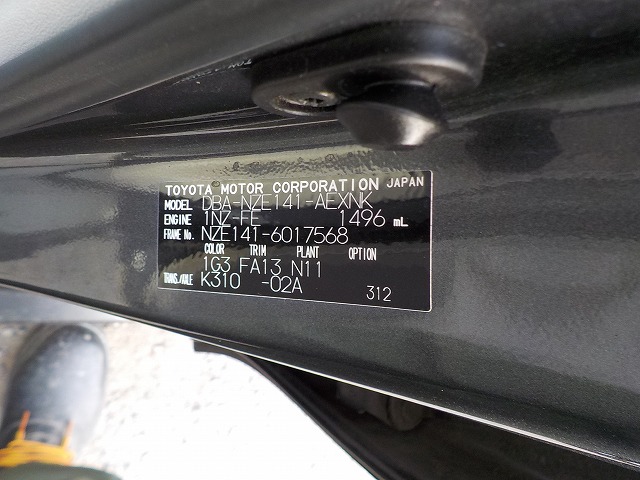 TOYOTA MOTOR CORPORATION JAPAN
MODEL DBA-NZE141-AEXNK
ENGINE 1NZ-FE 1496 mL
FRAME No. NZE141-6017568
COLOR TRIM PLANT OPTION
1G3 FA13 N11
TRANS./AXLE K310 -02A 312